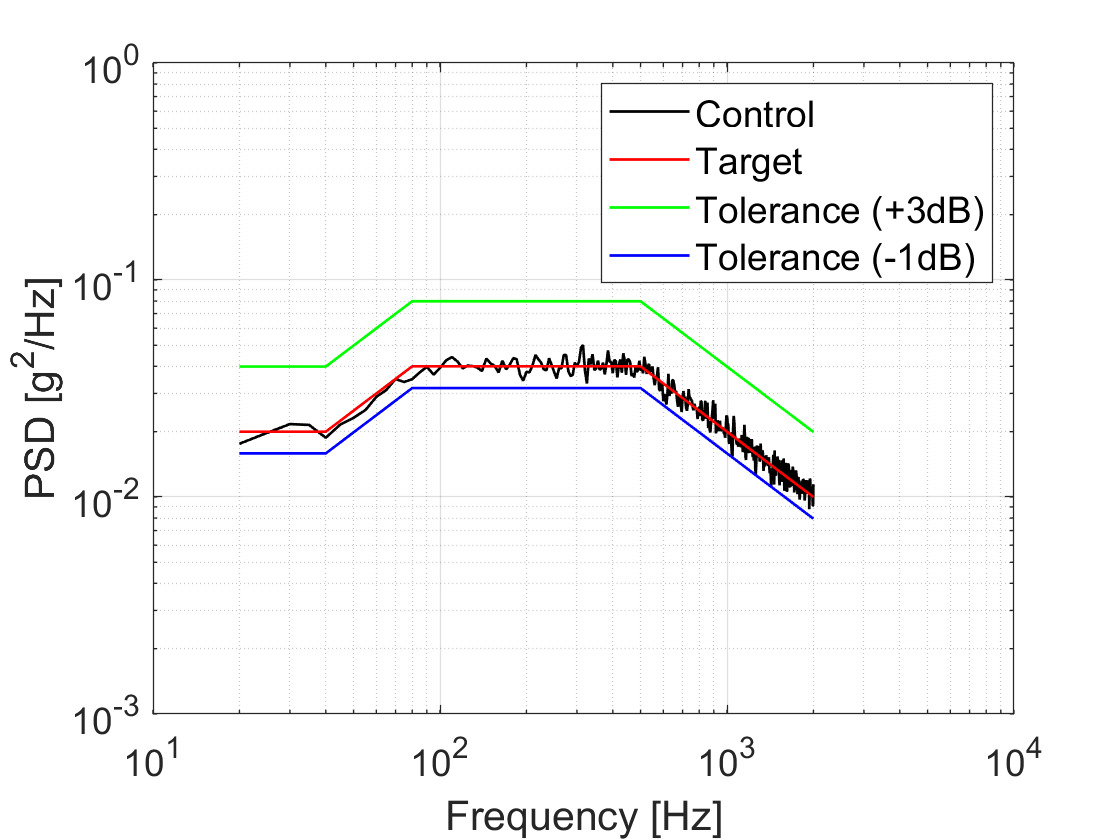 10^0
10^-1
10^-2
10^-3
PSD [g^2/Hz]
Control
Target
Tolerance (+3dB)
Tolerance (-1dB)
10^1 10^2 10^3 10^4
Frequency [Hz]